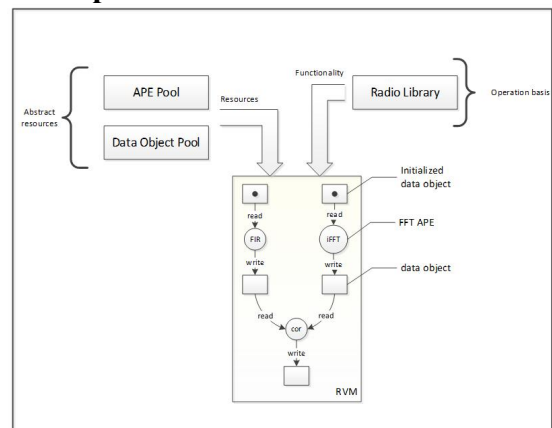 Functionality
APE Pool
Radio Library
Resources
Operation basis
Abstract
resources
Data Object Pool
Initialized
data object
read
read
FFT APE
FIR
iFFT
write
write
data object
read
read
cor
write
RVM